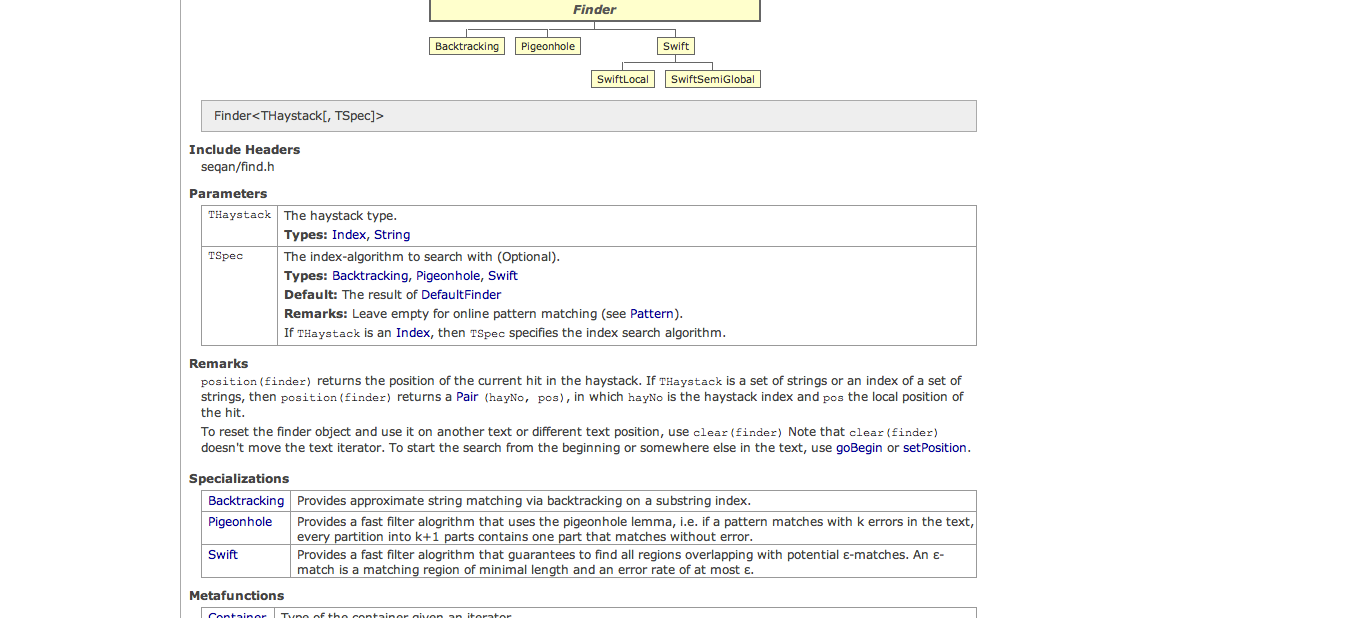 Finder
Backtracking Pigeonhole Swift
SwiftLocal SwiftSemiGlobal
Finder<THaystack[, TSpec]>
Include Headers
seqan/find.h
Parameters
THaystack The haystack type.
Types: Index, String
TSpec The index-algorithm to search with (Optional).
Types: Backtracking, Pigeonhole, Swift
Default: The result of DefaultFinder
Remarks: Leave empty for online pattern matching (see Pattern).
If THaystack is an Index, then TSpec specifies the index search algorithm.
Remarks
position(finder) returns the position of the current hit in the haystack. If THaystack is a set of strings or an index of a set of
strings, then position(finder) returns a Pair (hayNo, pos), in which hayNo is the haystack index and pos the local position of
the hit.
To reset the finder object and use it on another text or different text position, use clear(finder) Note that clear(finder)
doesn't move the text iterator. To start the search from the beginning or somewhere else in the text, use goBegin or setPosition.
Specializations
Backtracking Provides approximate string matching via backtracking on a substring index.
Pigeonhole Provides a fast filter alogrithm that uses the pigeonhole lemma, i.e. if a pattern matches with k errors in the text,
every partition into k+1 parts contains one part that matches without error.
Swift Provides a fast filter alogrithm that guarantees to find all regions overlapping with potential ε-matches. An ε-
match is a matching region of minimal length and an error rate of at most ε.
Metafunctions
Container Type of the container given an iterator.